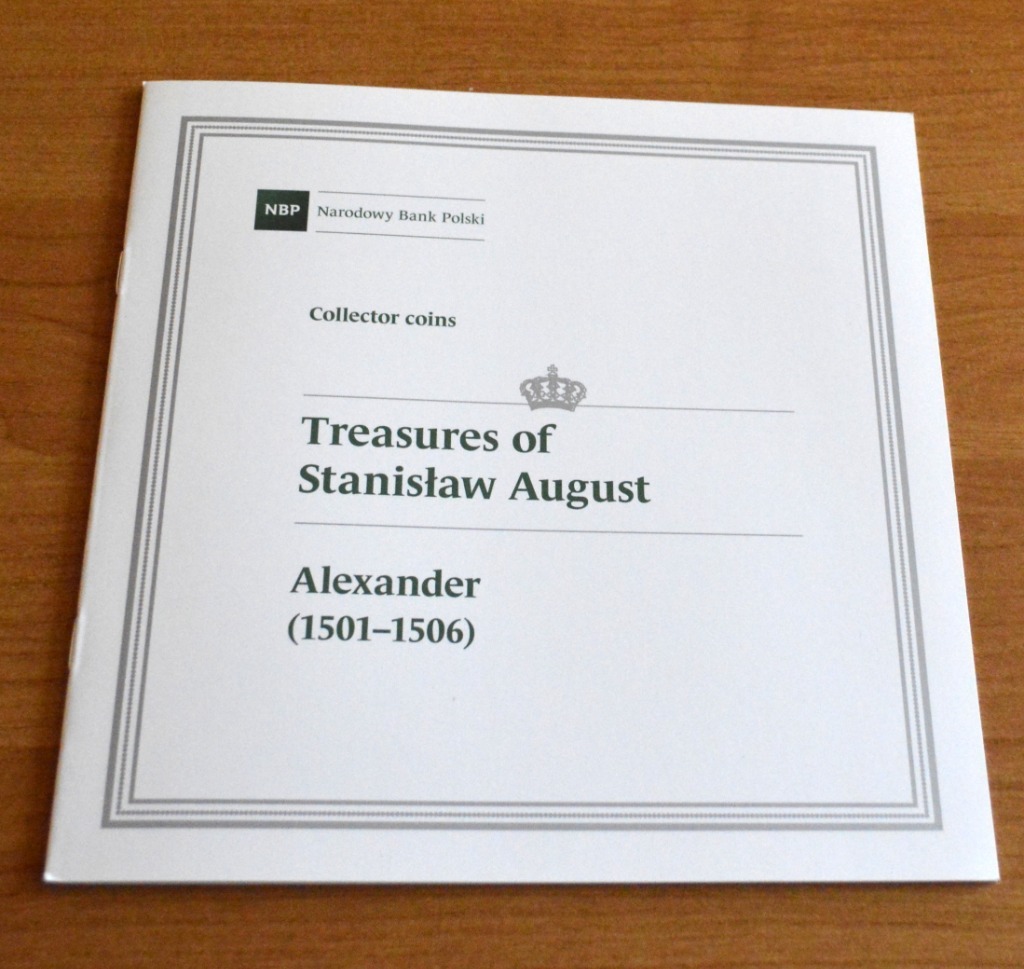 NBP Narodowy Bank Polski
Collector coins
Treasures of
Stanisław August
Alexander
(1501–1506)